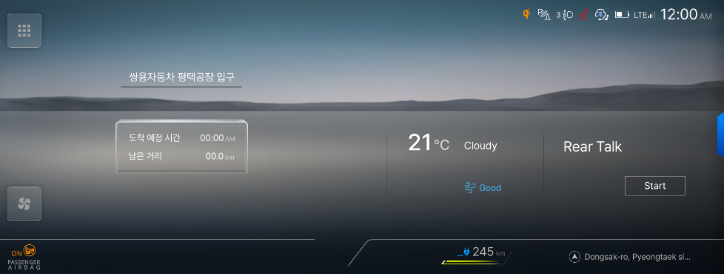 3 LTE 12:00 AM
쌍용자동차 평택공장 입구
도착 예정 시간 00:00 AM
남은 거리 00.0 km
21°C Cloudy
Good
Rear Talk
Start
ON
PASSENGER
AIRBAG
245 km
Dongsak-ro, Pyeongtaek si...